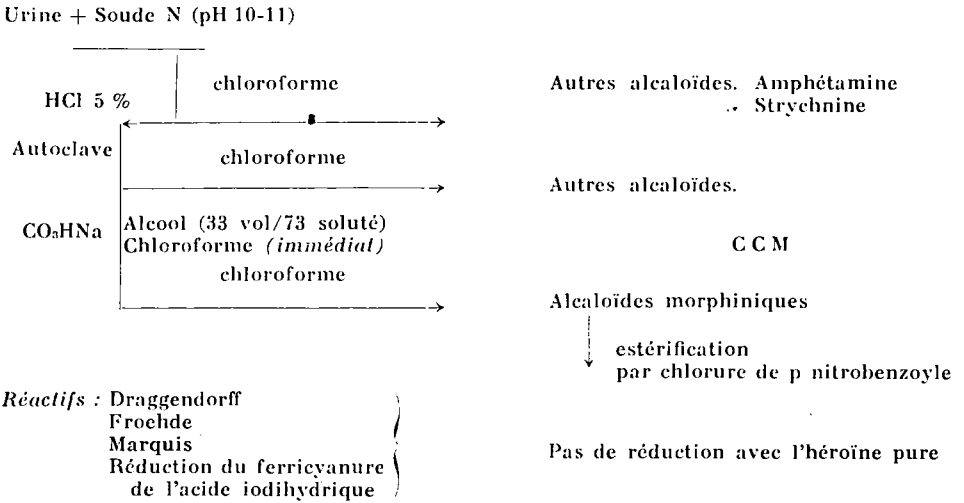 Urine + Soude N (pH 10-11)
chloroforme
HCl 5 %
Autres alcaloïdes. Amphétamine
Strychnine
Autoclave
chloroforme
Autres alcaloïdes.
CO₃HNa
Alcool (33 vol/73 soluté)
Chloroforme (immédiat)
CCM
chloroforme
Alcaloïdes morphiniques
estérification
par chlorure de p nitrobenzoyle
Réactifs : Draggendorff
Froehde
Marquis
Réduction du ferricyanure
de l'acide iodihydrique
Pas de réduction avec l'héroïne pure